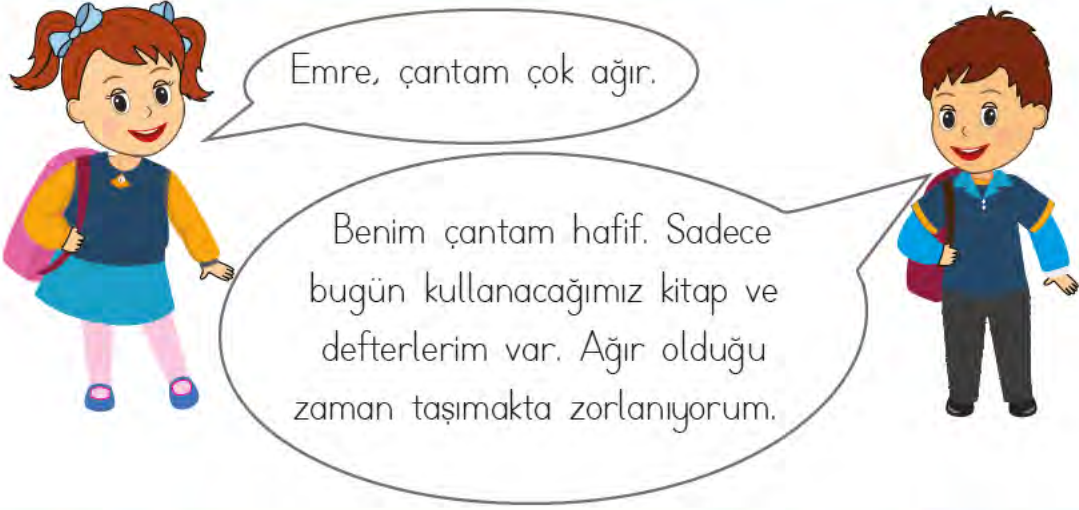 Emre, çantam çok ağır.
Benim çantam hafif. Sadece
bugün kullanacağımız kitap ve
defterlerim var. Ağır olduğu
zaman taşımakta zorlanıyorum.